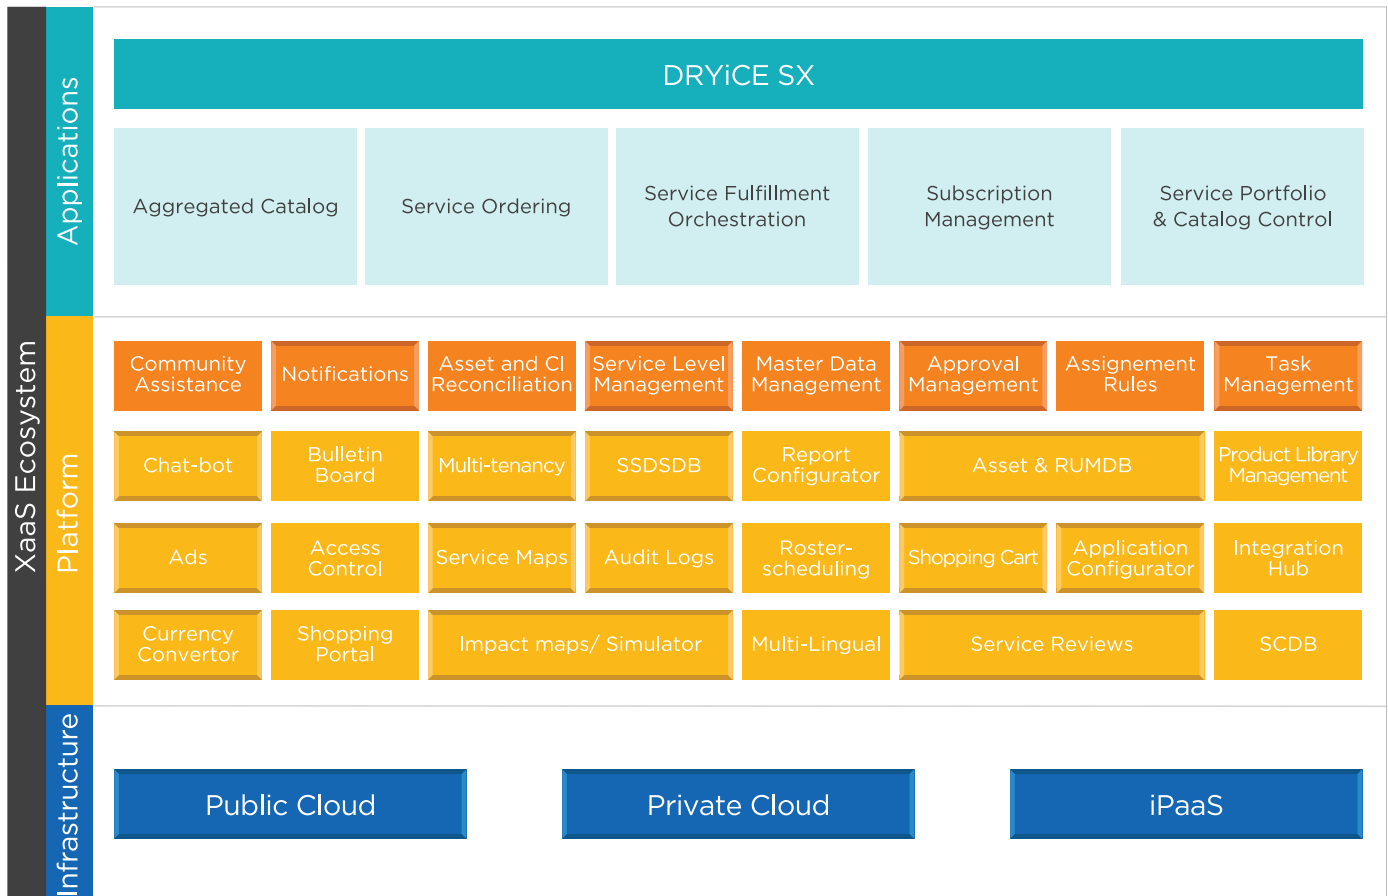 XaaS Ecosystem
Applications
DRYiCE SX
Aggregated Catalog
Service Ordering
Service Fulfillment
Orchestration
Subscription
Management
Service Portfolio
& Catalog Control
Platform
Community
Assistance
Notifications
Asset and CI
Reconciliation
Service Level
Management
Master Data
Management
Approval
Management
Assignement
Rules
Task
Management
Chat-bot
Bulletin
Board
Multi-tenancy
SSDSDB
Report
Configurator
Asset & RUMDB
Product Library
Management
Ads
Access
Control
Service Maps
Audit Logs
Roster-
scheduling
Shopping Cart
Application
Configurator
Integration
Hub
Currency
Convertor
Shopping
Portal
Impact maps/ Simulator
Multi-Lingual
Service Reviews
SCDB
Infrastructure
Public Cloud
Private Cloud
iPaaS